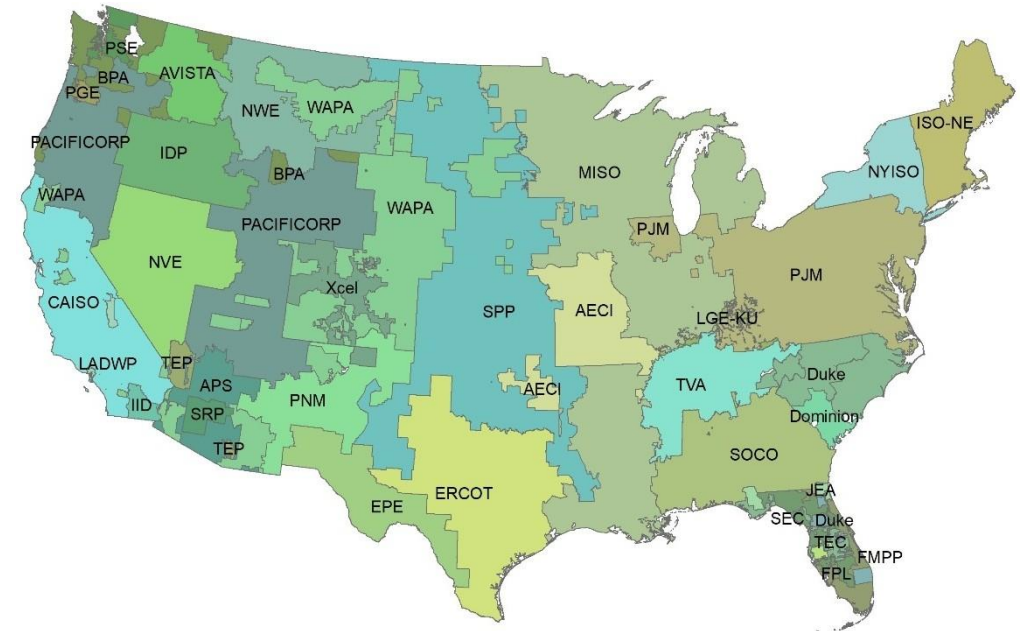 PSE
BPA
AVISTA
PGE
NWE
WAPA
ISO-NE
PACIFICORP
IDP
NYISO
BPA
MISO
WAPA
WAPA
PACIFICORP
PJM
NVE
PJM
Xcel
CAISO
SPP
AECI
LGE-KU
LADWP
TEP
APS
AECI
TVA
Duke
IID
SRP
PNM
Dominion
TEP
SOCO
EPE
ERCOT
JEA
SEC
Duke
TEC
FMPP
FPL